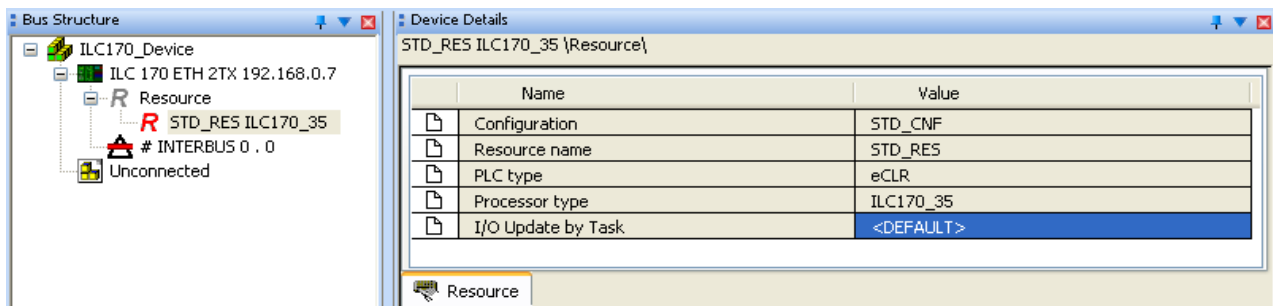 Bus Structure
ILC170_Device
ILC 170 ETH 2TX 192.168.0.7
R Resource
R STD_RES ILC170_35
# INTERBUS 0 . 0
Unconnected
Device Details
STD_RES ILC170_35 \Resource\
Name Value
Configuration STD_CNF
Resource name STD_RES
PLC type eCLR
Processor type ILC170_35
I/O Update by Task <DEFAULT>
Resource